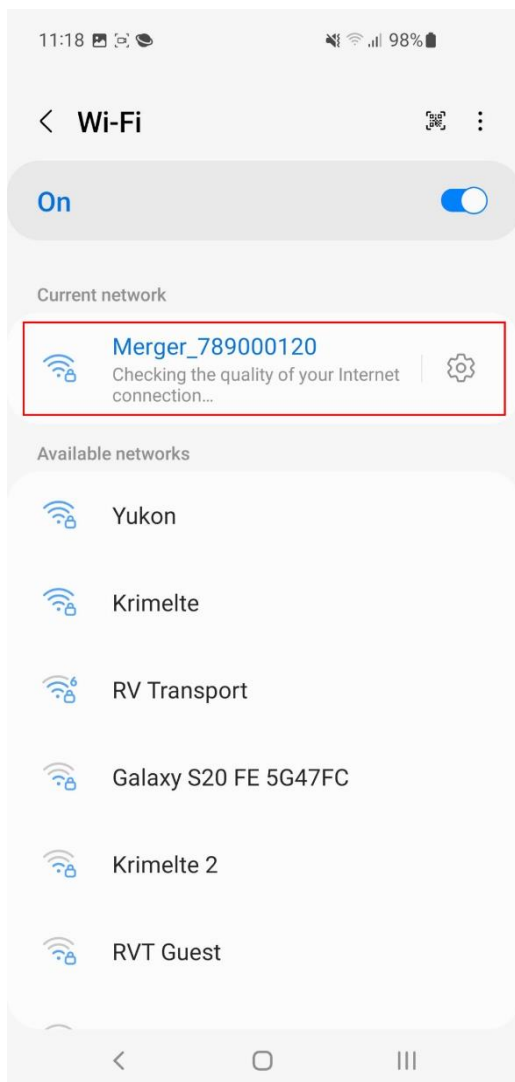 11:18 98%
Wi-Fi
On
Current network
Merger_789000120
Checking the quality of your Internet
connection...
Available networks
Yukon
Krimelte
6
RV Transport
Galaxy S20 FE 5G47FC
Krimelte 2
RVT Guest